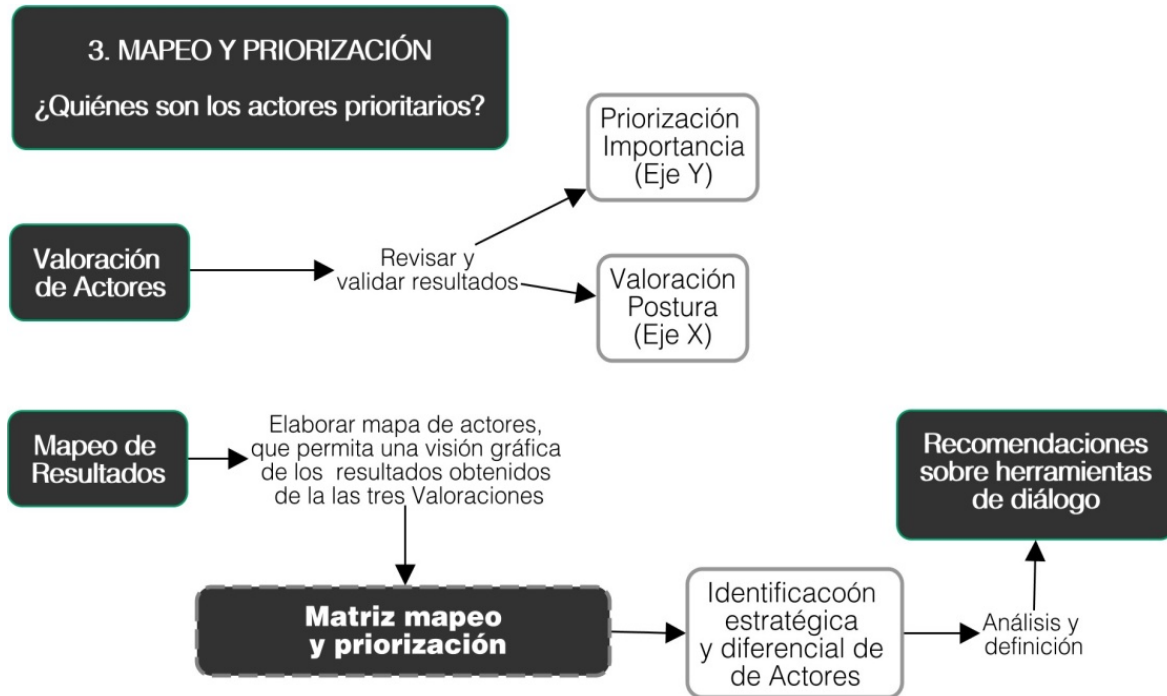 3. MAPEO Y PRIORIZACIÓN
¿Quiénes son los actores prioritarios?
Priorización
Importancia
(Eje Y)
Valoración
de Actores
Revisar y
validar resultados
Valoración
Postura
(Eje X)
Mapeo de
Resultados
Elaborar mapa de actores,
que permita una visión gráfica
de los resultados obtenidos
de la las tres Valoraciones
Recomendaciones
sobre herramientas
de diálogo
Matriz mapeo
y priorización
Identificacoón
estratégica
y diferencial de
de Actores
Análisis y
definición